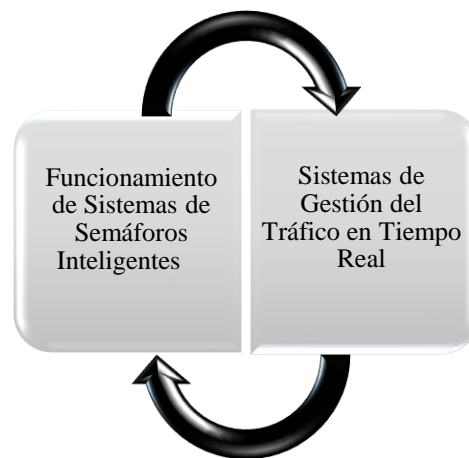 Funcionamiento
de Sistemas de
Semáforos
Inteligentes
Sistemas de
Gestión del
Tráfico en Tiempo
Real